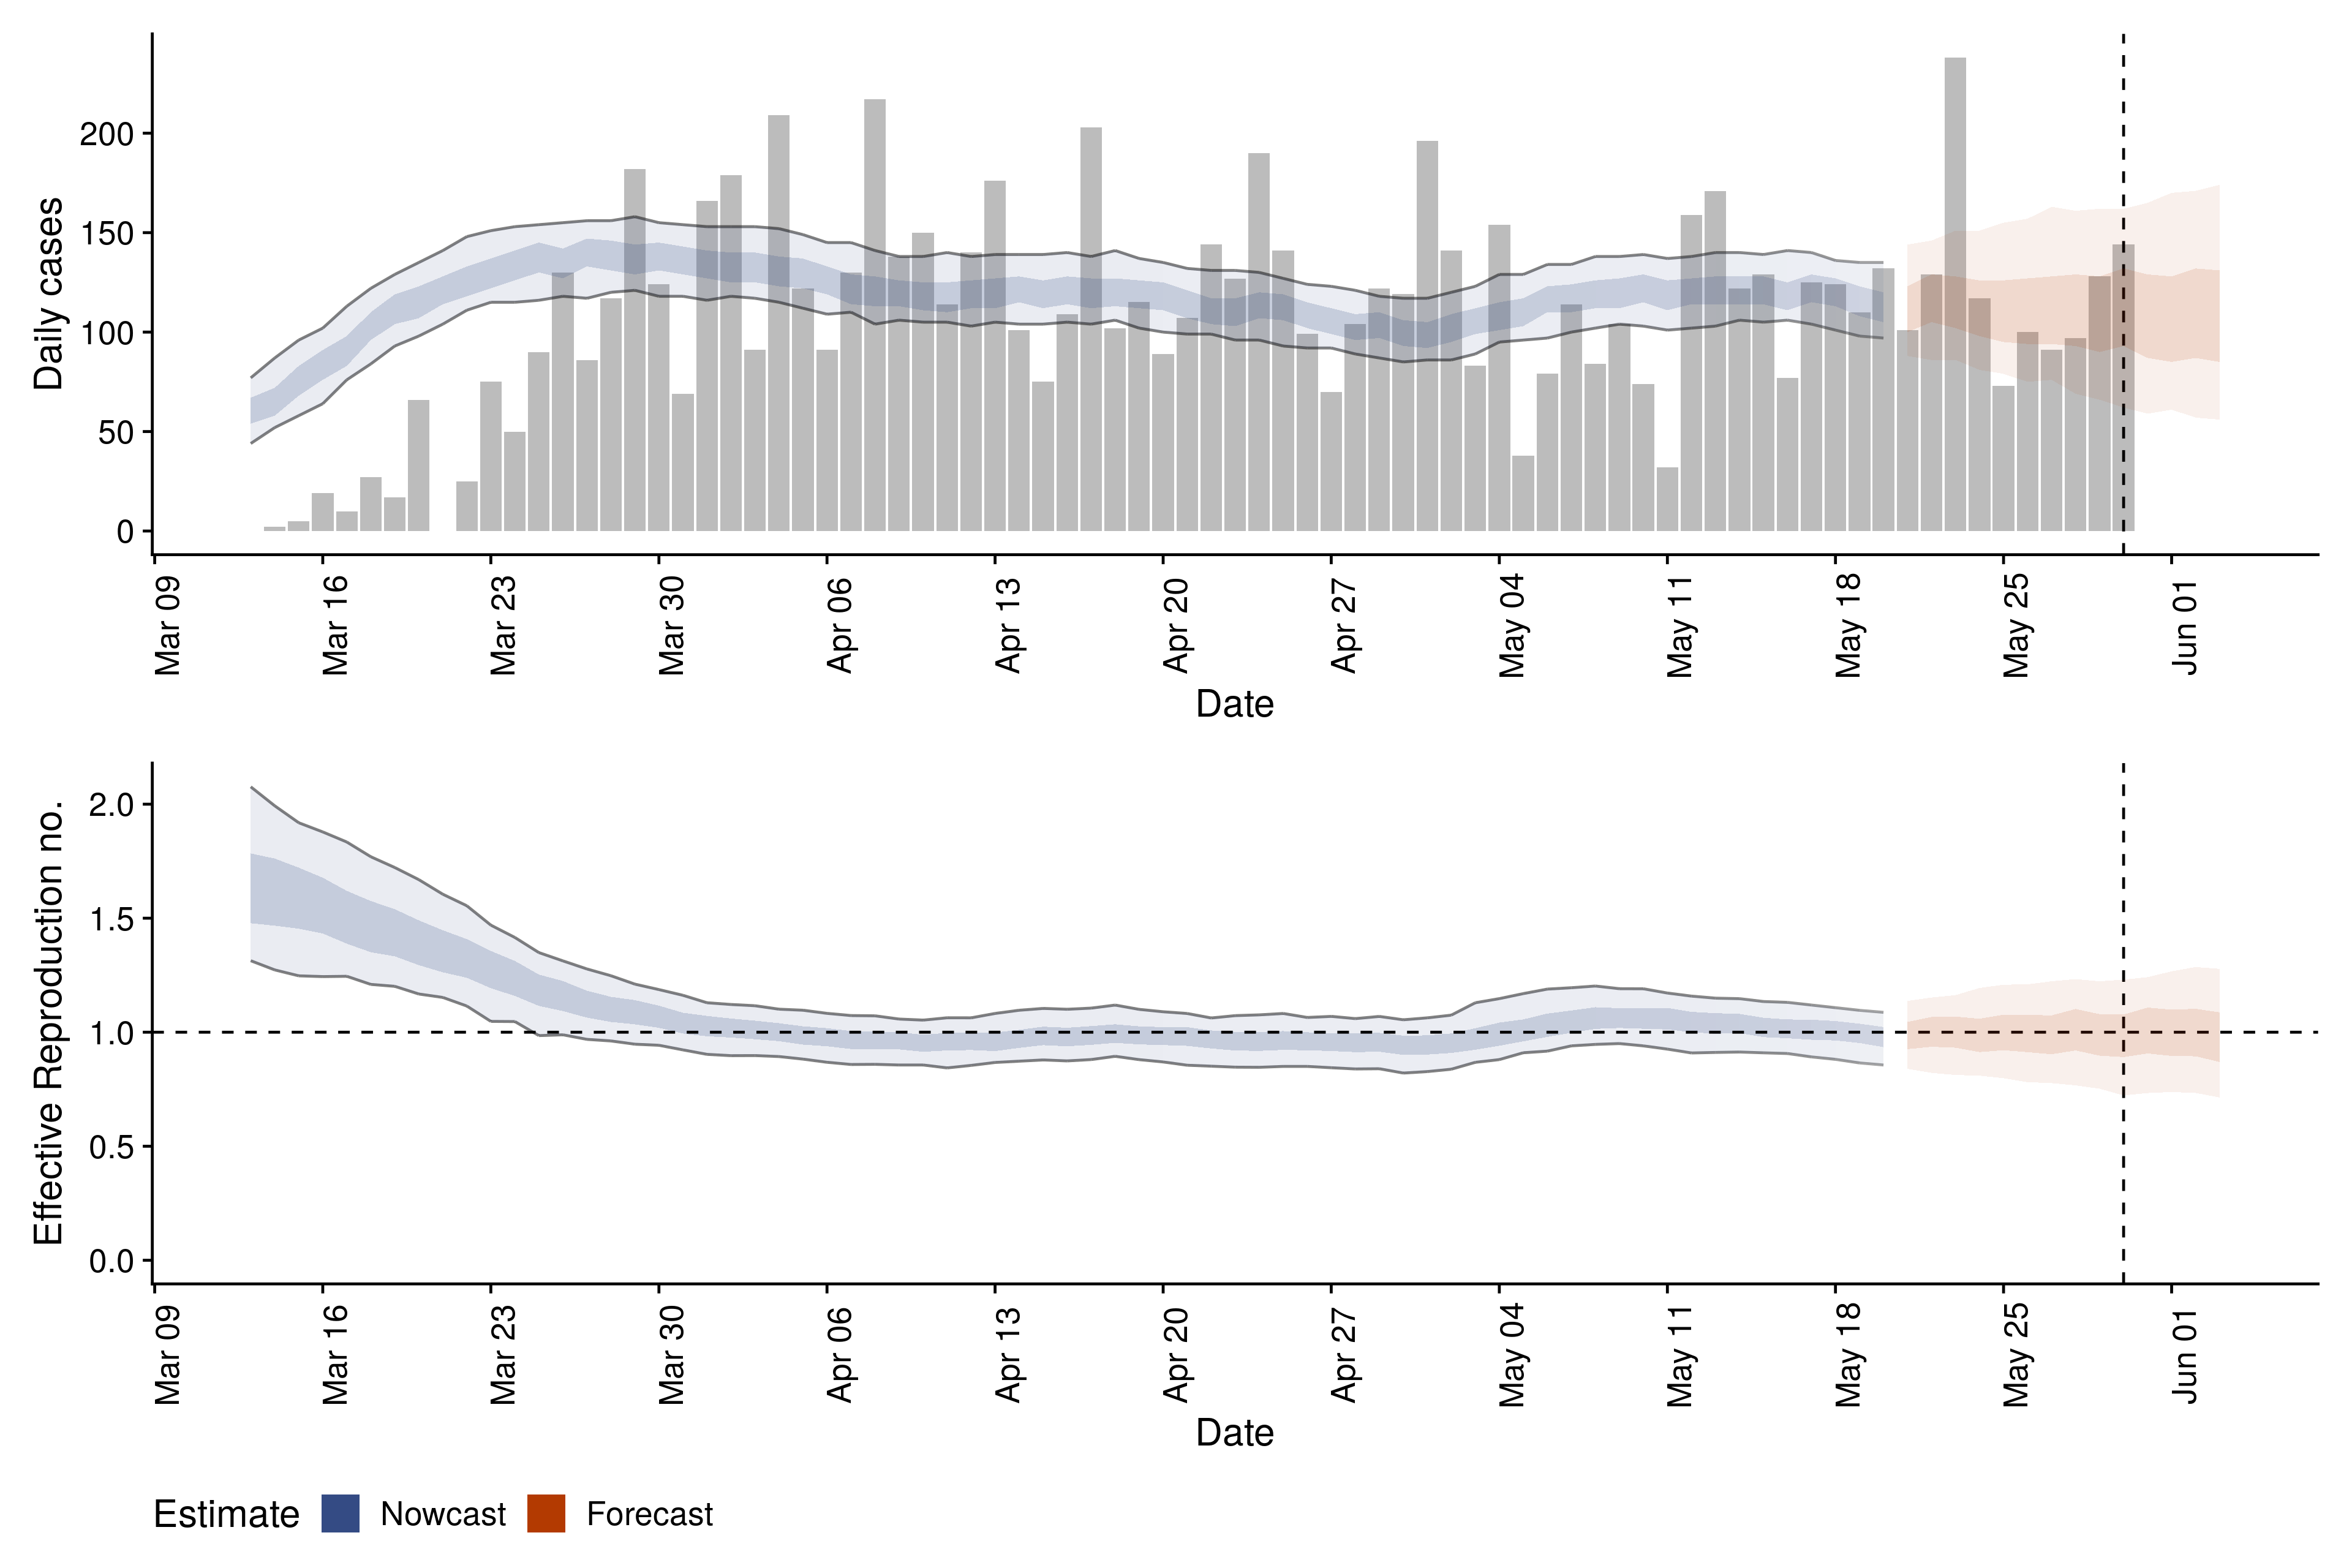 Daily cases
200
150
100
50
0
Mar 09
Mar 16
Mar 23
Mar 30
Apr 06
Apr 13
Apr 20
Apr 27
May 04
May 11
May 18
May 25
Jun 01
Date
Effective Reproduction no.
2.0
1.5
1.0
0.5
0.0
Mar 09
Mar 16
Mar 23
Mar 30
Apr 06
Apr 13
Apr 20
Apr 27
May 04
May 11
May 18
May 25
Jun 01
Date
Estimate Nowcast Forecast